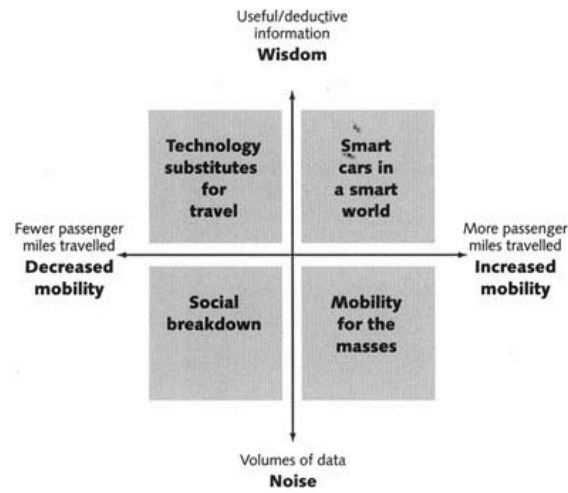 Useful/deductive
information
Wisdom
Technology
substitutes
for
travel
Smart
cars in
a smart
world
Fewer passenger
miles travelled
Decreased
mobility
More passenger
miles travelled
Increased
mobility
Social
breakdown
Mobility
for the
masses
Volumes of data
Noise